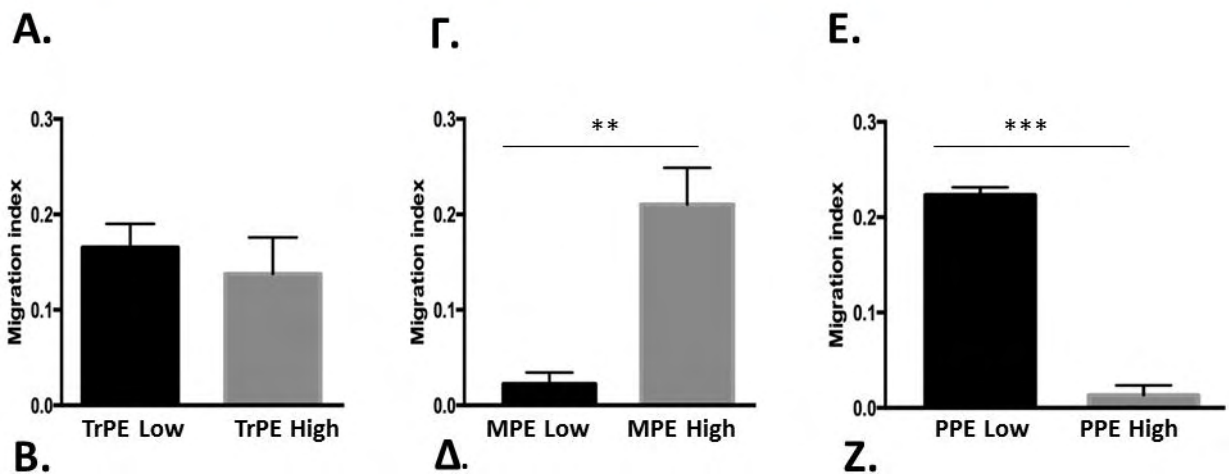 Α.
Γ.
Ε.
Migration index
0.3
0.2
0.1
0.0
TrPE Low
TrPE High
Migration index
0.3
0.2
0.1
0.0
**
MPE Low
MPE High
Migration index
0.3
0.2
0.1
0.0
***
PPE Low
PPE High
Β.
Δ.
Ζ.